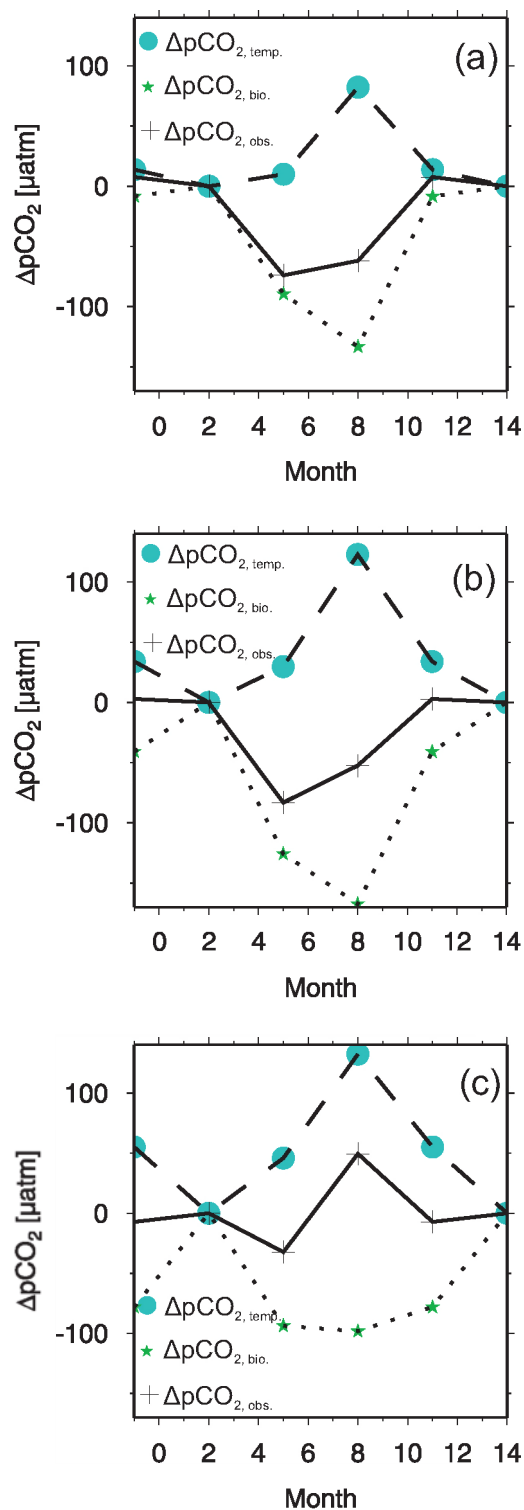 (a)
ΔpCO2, temp.
ΔpCO2, bio.
ΔpCO2, obs.
100
0
-100
ΔpCO2 [µatm]
0 2 4 6 8 10 12 14
Month
(b)
ΔpCO2, temp.
ΔpCO2, bio.
ΔpCO2, obs.
100
0
-100
ΔpCO2 [µatm]
0 2 4 6 8 10 12 14
Month
(c)
100
0
-100
ΔpCO2 [µatm]
ΔpCO2, temp.
ΔpCO2, bio.
ΔpCO2, obs.
0 2 4 6 8 10 12 14
Month